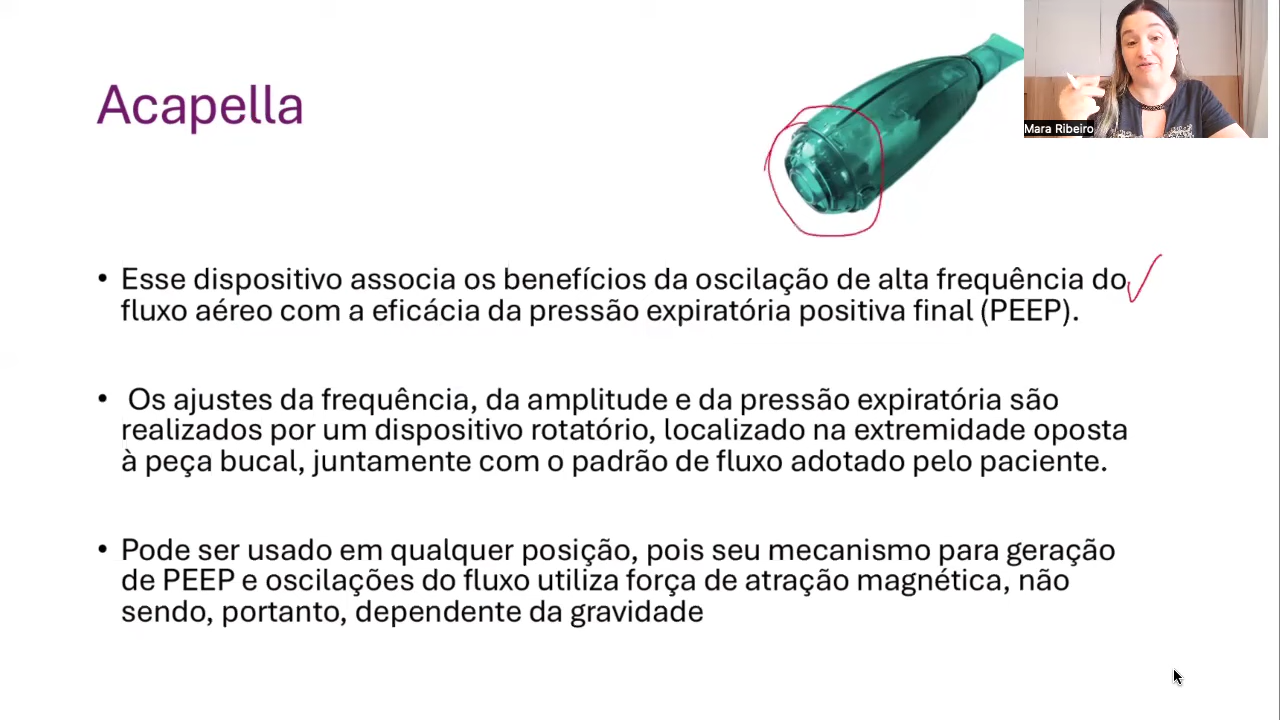 Acapella
Mara Ribeiro
• Esse dispositivo associa os benefícios da oscilação de alta frequência do
fluxo aéreo com a eficácia da pressão expiratória positiva final (PEEP).
• Os ajustes da frequência, da amplitude e da pressão expiratória são
realizados por um dispositivo rotatório, localizado na extremidade oposta
à peça bucal, juntamente com o padrão de fluxo adotado pelo paciente.
• Pode ser usado em qualquer posição, pois seu mecanismo para geração
de PEEP e oscilações do fluxo utiliza força de atração magnética, não
sendo, portanto, dependente da gravidade